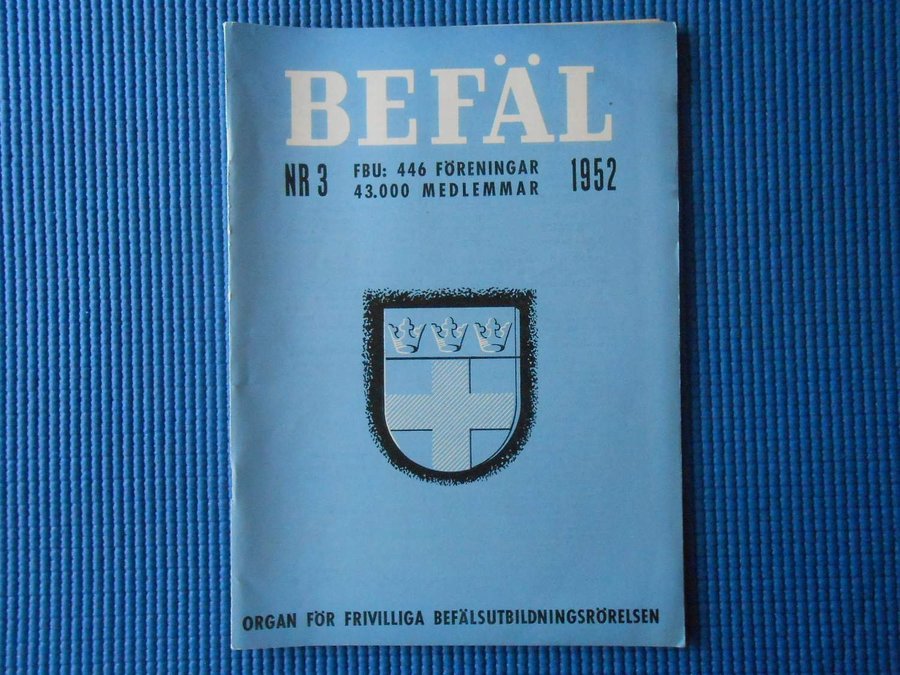 BEFÄL
NR 3
FBU: 446 FÖRENINGAR
43.000 MEDLEMMAR
1952
ORGAN FÖR FRIVILLIGA BEFÄLSUTBILDNINGSRÖRELSEN